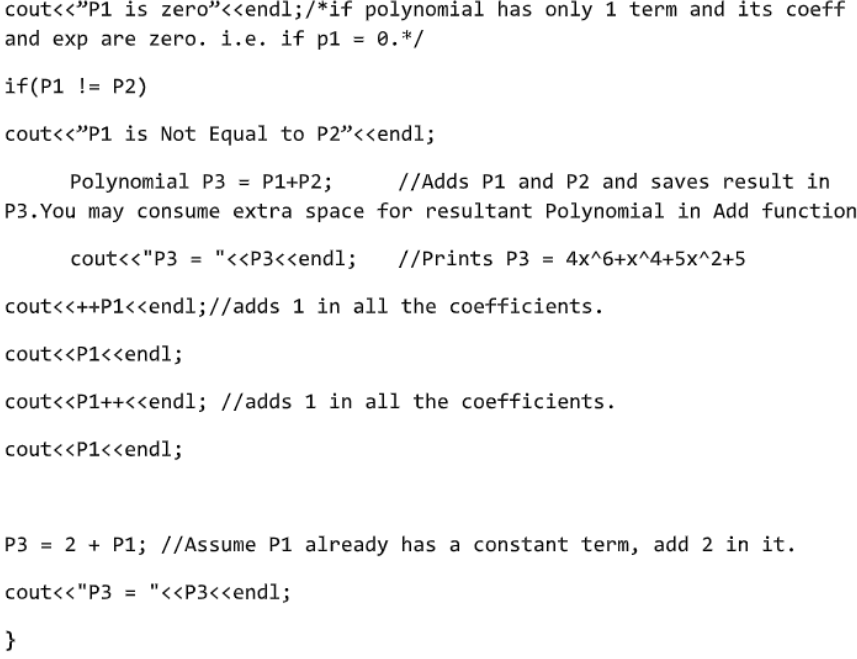 cout<<”P1 is zero”<<endl;/*if polynomial has only 1 term and its coeff
and exp are zero. i.e. if p1 = 0.*/
if(P1 != P2)
cout<<”P1 is Not Equal to P2”<<endl;
Polynomial P3 = P1+P2; //Adds P1 and P2 and saves result in
P3.You may consume extra space for resultant Polynomial in Add function
cout<<"P3 = "<<P3<<endl; //Prints P3 = 4x^6+x^4+5x^2+5
cout<<++P1<<endl;//adds 1 in all the coefficients.
cout<<P1<<endl;
cout<<P1++<<endl; //adds 1 in all the coefficients.
cout<<P1<<endl;
P3 = 2 + P1; //Assume P1 already has a constant term, add 2 in it.
cout<<"P3 = "<<P3<<endl;
}